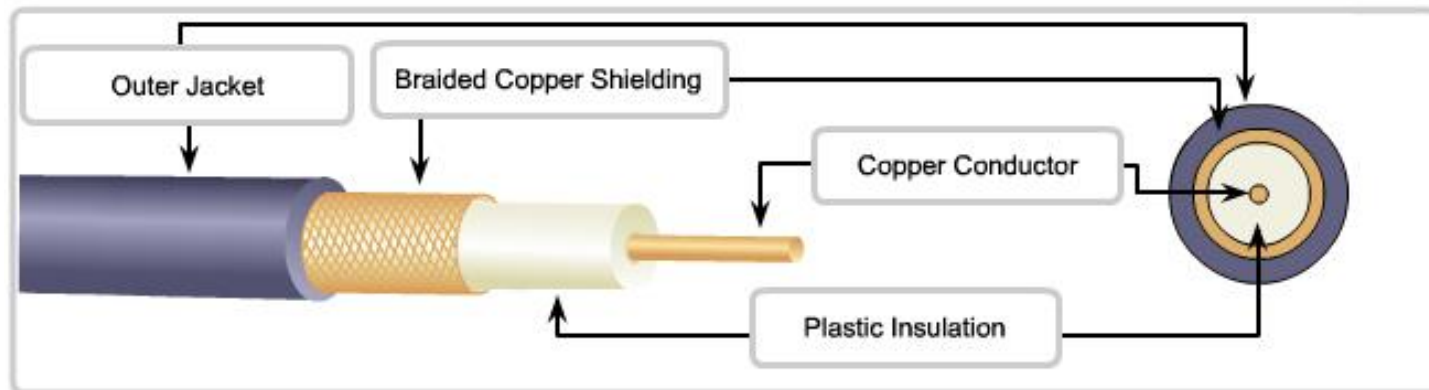 Outer Jacket
Braided Copper Shielding
Copper Conductor
Plastic Insulation